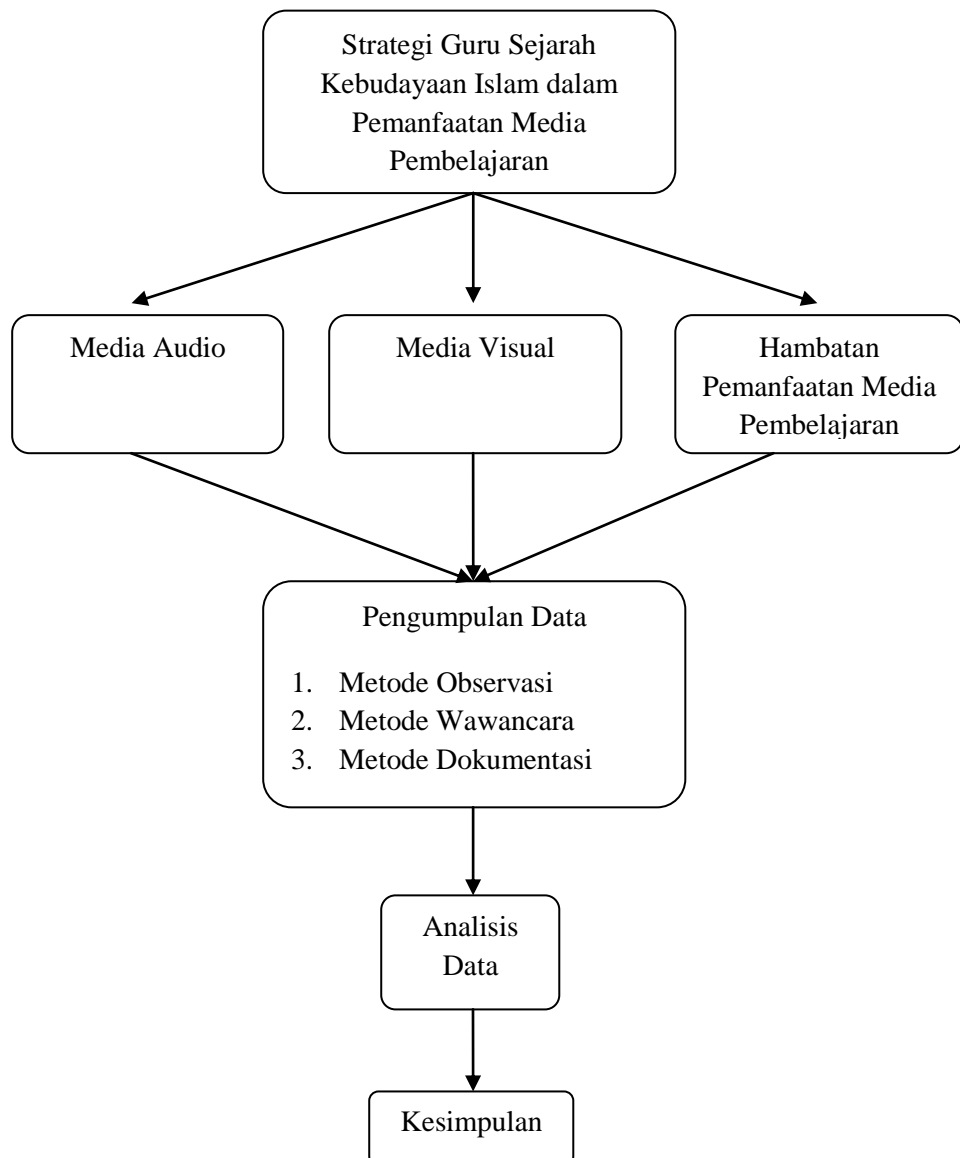 Strategi Guru Sejarah
Kebudayaan Islam dalam
Pemanfaatan Media
Pembelajaran
Media Audio
Media Visual
Hambatan
Pemanfaatan Media
Pembelajaran
Pengumpulan Data
1. Metode Observasi
2. Metode Wawancara
3. Metode Dokumentasi
Analisis
Data
Kesimpulan